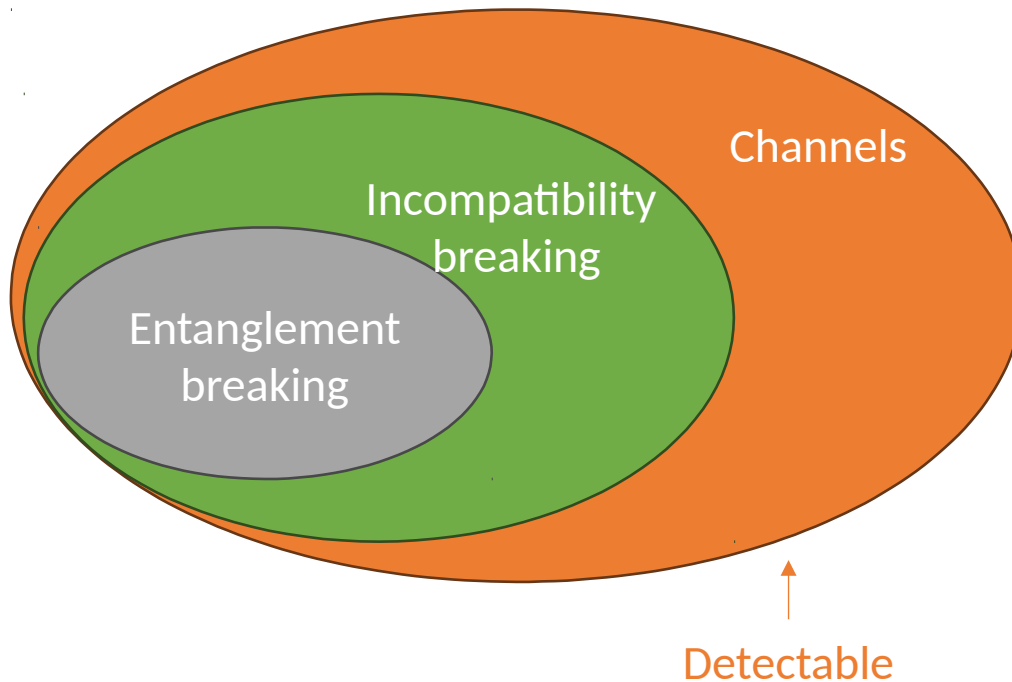 Channels
Incompatibility
breaking
Entanglement
breaking
Detectable